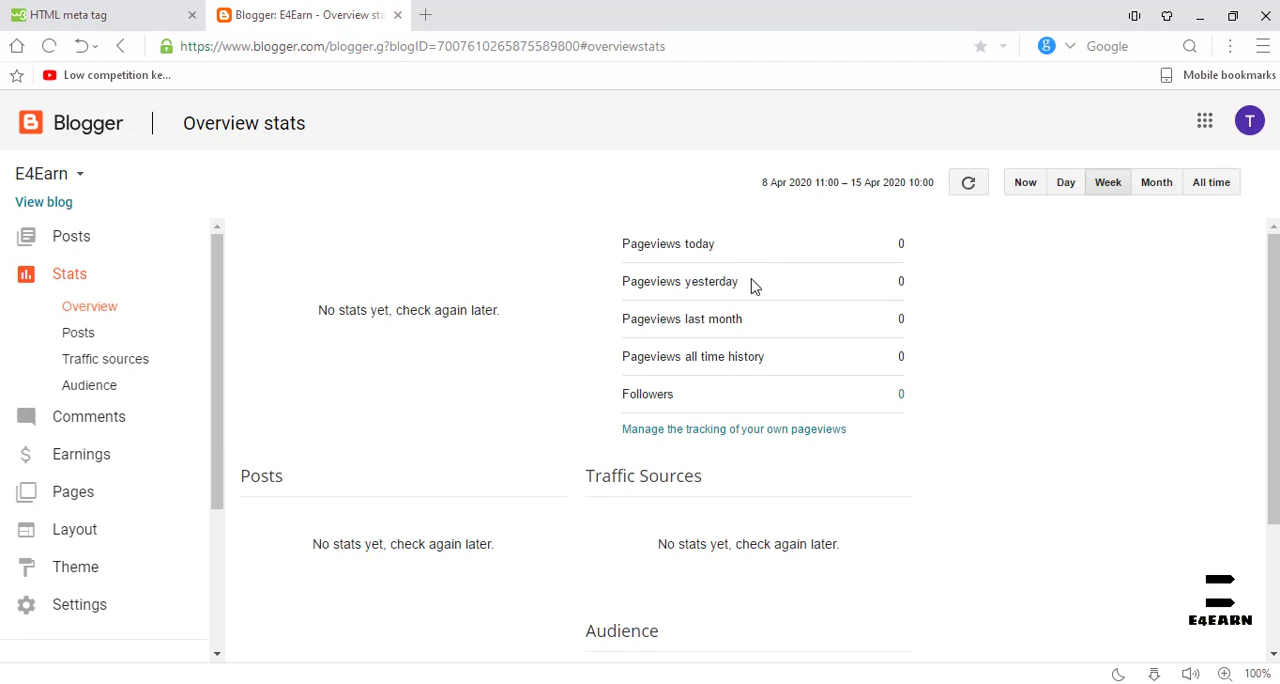 HTML meta tag
Blogger: E4Earn - Overview sta
https://www.blogger.com/blogger.g?blogID=7007610265875589800#overviewstats
g
Google
Low competition ke...
Mobile bookmarks
Blogger
Overview stats
T
E4Earn
View blog
8 Apr 2020 11:00 – 15 Apr 2020 10:00
Now
Day
Week
Month
All time
Posts
Stats
Overview
Posts
Traffic sources
Audience
Comments
Earnings
Pages
Layout
Theme
Settings
No stats yet, check again later.
Pageviews today 0
Pageviews yesterday 0
Pageviews last month 0
Pageviews all time history 0
Followers 0
Manage the tracking of your own pageviews
Posts
No stats yet, check again later.
Traffic Sources
No stats yet, check again later.
Audience
E4EARN
100%